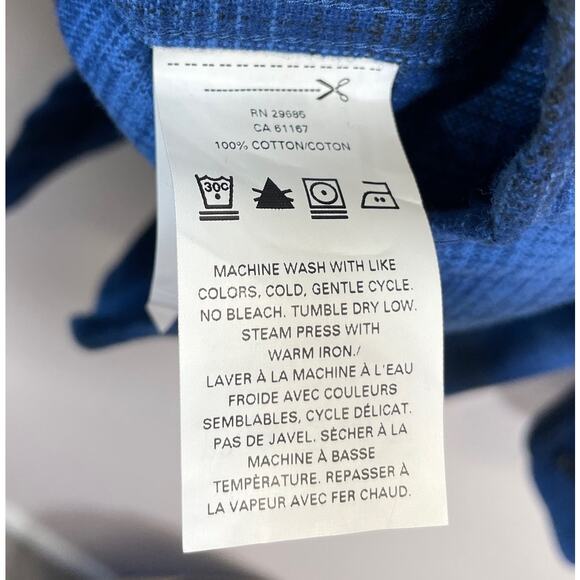 RN 29685
CA 61167
100% COTTON/COTON
30C
MACHINE WASH WITH LIKE
COLORS, COLD, GENTLE CYCLE.
NO BLEACH. TUMBLE DRY LOW.
STEAM PRESS WITH
WARM IRON./
LAVER À LA MACHINE À L'EAU
FROIDE AVEC COULEURS
SEMBLABLES, CYCLE DÉLICAT.
PAS DE JAVEL. SÉCHER À LA
MACHINE À BASSE
TEMPÈRATURE. REPASSER À
LA VAPEUR AVEC FER CHAUD.